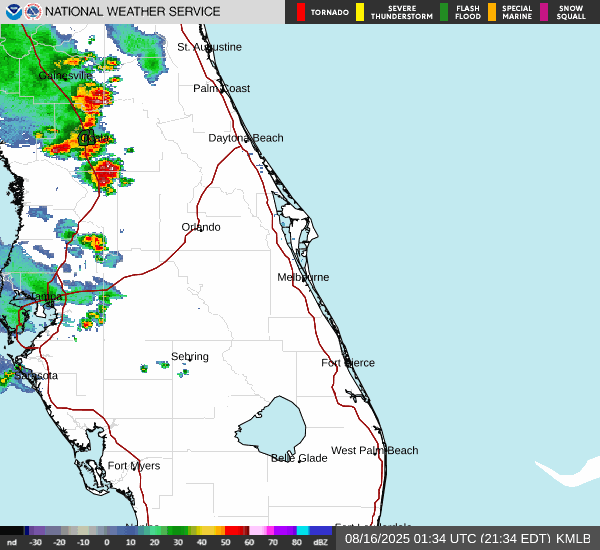 NATIONAL WEATHER SERVICE
TORNADO
SEVERE THUNDERSTORM
FLASH FLOOD
SPECIAL MARINE
SNOW SQUALL
St. Augustine
Gainesville
Palm Coast
Ocala
Daytona Beach
Orlando
Melbourne
Tampa
Sebring
Fort Pierce
Sarasota
West Palm Beach
Belle Glade
Fort Myers
nd -30 -20 -10 0 10 20 30 40 50 60 70 80 dBZ
08/16/2025 01:34 UTC (21:34 EDT) KMLB